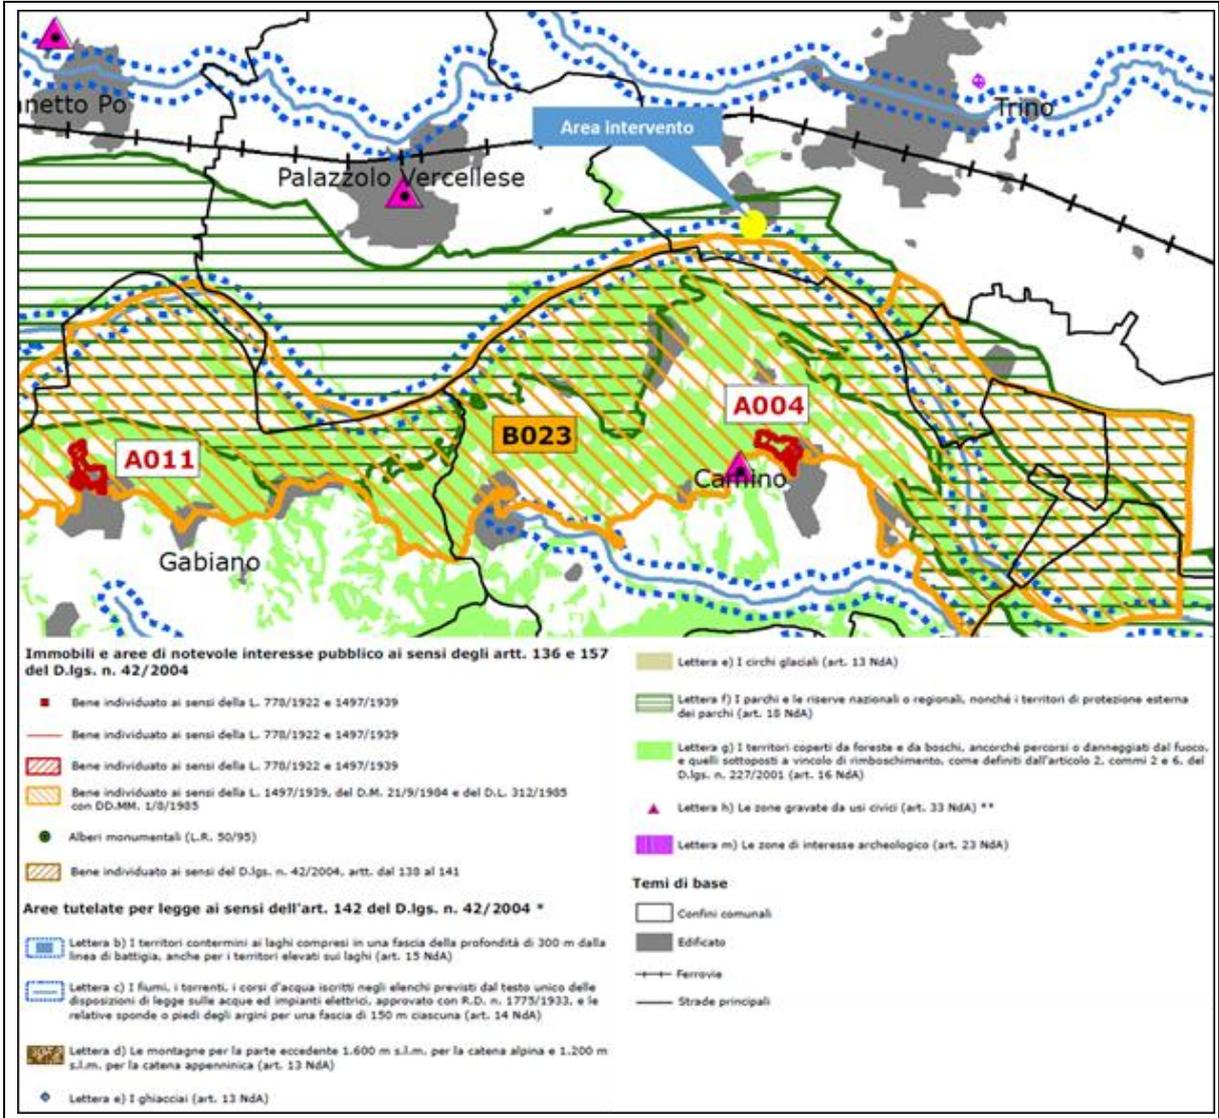 anetto Po
Trino
Area Intervento
Palazzolo Vercellese
A004
B023
A011
Camino
Gabiano
Immobili e aree di notevole interesse pubblico ai sensi degli artt. 136 e 157
del D.lgs. n. 42/2004
Bene individuato ai sensi della L. 778/1922 e 1497/1939
Bene individuato ai sensi della L. 778/1922 e 1497/1939
Bene individuato ai sensi della L. 778/1922 e 1497/1939
Bene individuato ai sensi della L. 1497/1939, del D.M. 21/9/1984 e del D.L. 312/1985
con DD.MM. 1/8/1985
Alberi monumentali (L.R. 50/95)
Bene individuato ai sensi del D.lgs. n. 42/2004, artt. dal 138 al 141
Aree tutelate per legge ai sensi dell'art. 142 del D.lgs. n. 42/2004 *
Lettera b) I territori contermini ai laghi compresi in una fascia della profondità di 300 m dalla
linea di battigia, anche per i territori elevati sui laghi (art. 15 NdA)
Lettera c) I fiumi, i torrenti, i corsi d'acqua iscritti negli elenchi previsti dal testo unico delle
disposizioni di legge sulle acque ed impianti elettrici, approvato con R.D. n. 1775/1933, e le
relative sponde o piedi degli argini per una fascia di 150 m ciascuna (art. 14 NdA)
Lettera d) Le montagne per la parte eccedente 1.600 m s.l.m. per la catena alpina e 1.200 m
s.l.m. per la catena appenninica (art. 13 NdA)
Lettera e) I ghiacciai (art. 13 NdA)
Lettera e) I circhi glaciali (art. 13 NdA)
Lettera f) I parchi e le riserve nazionali o regionali, nonché i territori di protezione esterna
dei parchi (art. 18 NdA)
Lettera g) I territori coperti da foreste e da boschi, ancorché percorsi o danneggiati dal fuoco,
e quelli sottoposti a vincolo di rimboschimento, come definiti dall'articolo 2, commi 2 e 6, del
D.lgs. n. 227/2001 (art. 16 NdA)
Lettera h) Le zone gravate da usi civici (art. 33 NdA) **
Lettera m) Le zone di interesse archeologico (art. 23 NdA)
Temi di base
Confini comunali
Edificato
Ferrovie
Strade principali